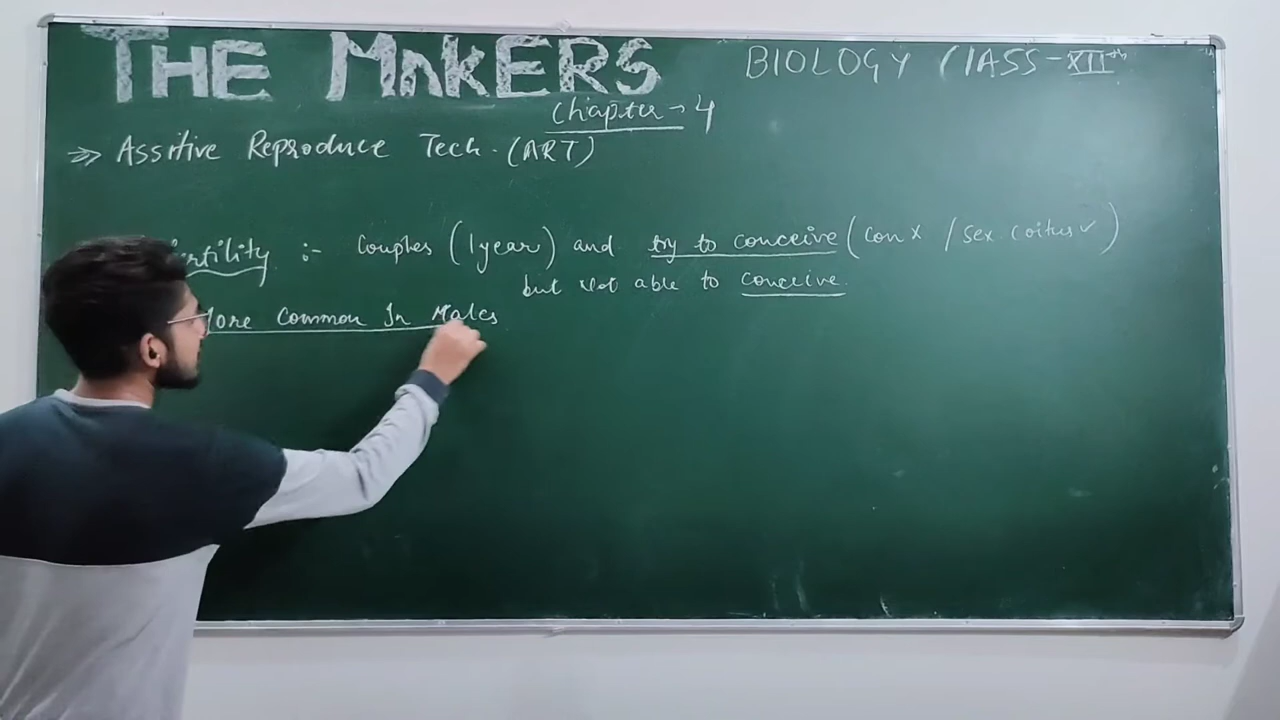 THE MAKERS
BIOLOGY CLASS-XIIth
Chapter → 4
⇒> Assitive Reproduce Tech. (ART)
fertility :- Couples (1year) and try to conceive (con x / sex. coitus ✓)
but not able to conceive.
More Common In Males